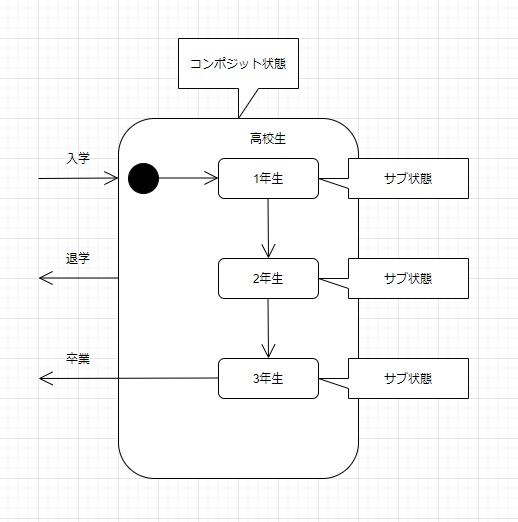 コンポジット状態
高校生
入学
1年生
サブ状態
退学
2年生
サブ状態
卒業
3年生
サブ状態